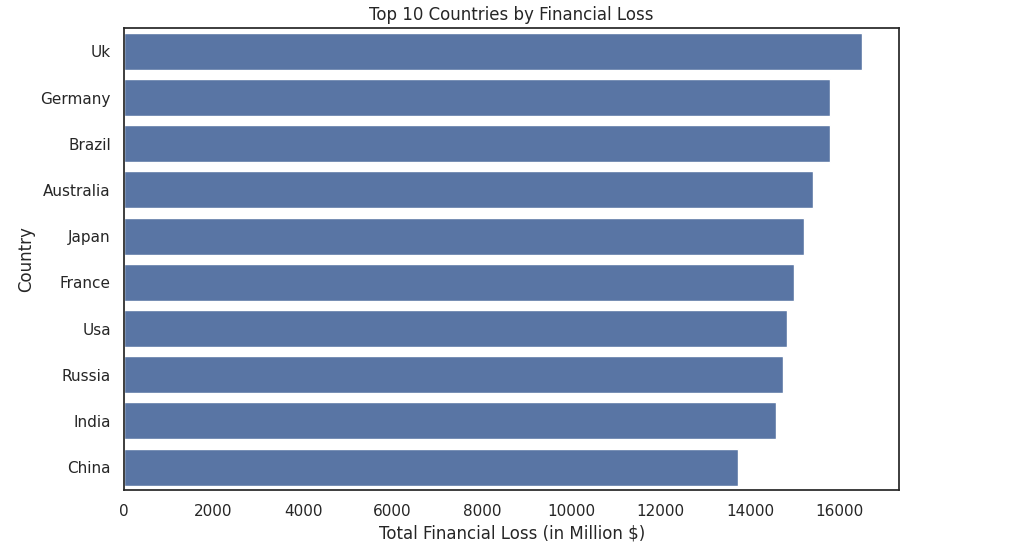 Top 10 Countries by Financial Loss
Uk
Germany
Brazil
Australia
Japan
France
Usa
Russia
India
China
Country
0 2000 4000 6000 8000 10000 12000 14000 16000
Total Financial Loss (in Million $)